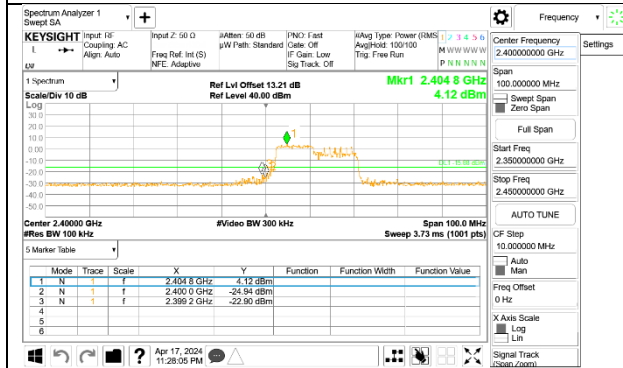 Spectrum Analyzer 1
Swept SA
Frequency
KEYSIGHT
Input: RF
Coupling: AC
Align: Auto
Input Z: 50 Ω
Freq Ref: Int (S)
NFE: Adaptive
#Atten: 50 dB
µW Path: Standard
PNO: Fast
Gate: Off
IF Gain: Low
Sig Track: Off
#Avg Type: Power (RMS
Avg|Hold: 100/100
Trig: Free Run
1 2 3 4 5 6
M W W W W W
P N N N N N
L
Center Frequency
2.400000000 GHz
Settings
Span
100.000000 MHz
Swept Span
Zero Span
Full Span
Start Freq
2.350000000 GHz
Stop Freq
2.450000000 GHz
AUTO TUNE
CF Step
10.000000 MHz
Auto
Man
Freq Offset
0 Hz
X Axis Scale
Log
Lin
Signal Track
(Span Zoom)
1 Spectrum
Scale/Div 10 dB
Log
Ref Lvl Offset 13.21 dB
Ref Level 40.00 dBm
Mkr1 2.404 8 GHz
4.12 dBm
30.0
20.0
10.0
0.00
-10.0
-20.0
-30.0
-40.0
-50.0
1
Center 2.40000 GHz
#Res BW 100 kHz
#Video BW 300 kHz
Span 100.0 MHz
Sweep 3.73 ms (1001 pts)
5 Marker Table
Mode Trace Scale X Y Function Function Width Function Value
1 N 1 f 2.404 8 GHz 4.12 dBm
2 N 1 f 2.400 0 GHz -24.94 dBm
3 N 1 f 2.399 2 GHz -22.90 dBm
4
5
6
?
Apr 17, 2024
11:28:05 PM